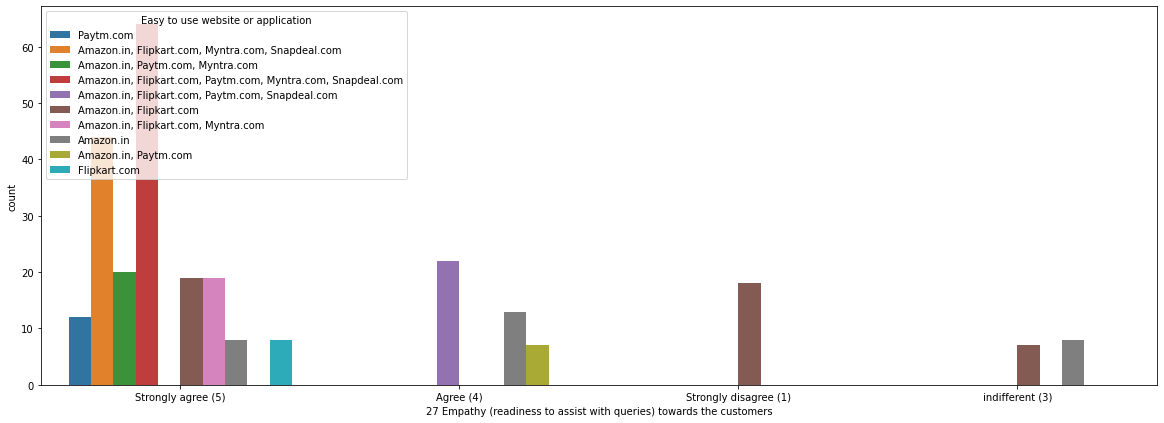 Easy to use website or application
Paytm.com
Amazon.in, Flipkart.com, Myntra.com, Snapdeal.com
Amazon.in, Paytm.com, Myntra.com
Amazon.in, Flipkart.com, Paytm.com, Myntra.com, Snapdeal.com
Amazon.in, Flipkart.com, Paytm.com, Snapdeal.com
Amazon.in, Flipkart.com
Amazon.in, Flipkart.com, Myntra.com
Amazon.in
Amazon.in, Paytm.com
Flipkart.com
60
50
40
30
20
10
0
count
Strongly agree (5)
Agree (4)
Strongly disagree (1)
indifferent (3)
27 Empathy (readiness to assist with queries) towards the customers